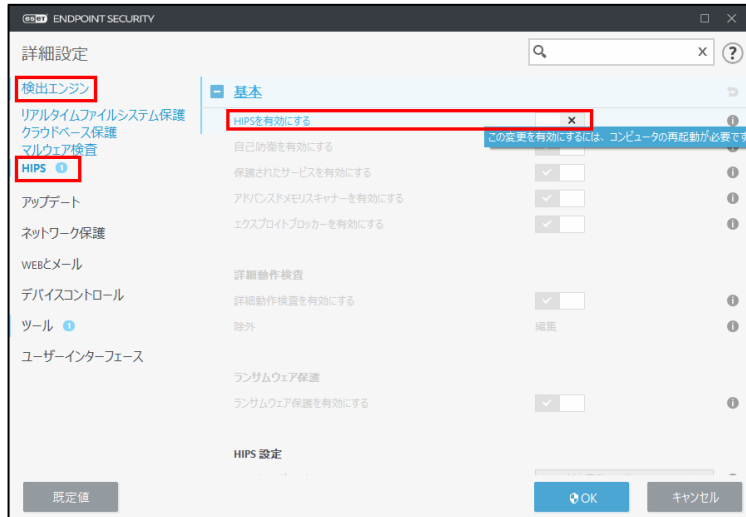 eset ENDPOINT SECURITY
詳細設定
検出エンジン
リアルタイムファイルシステム保護
クラウドベース保護
マルウェア検査
HIPS 1
アップデート
ネットワーク保護
WEBとメール
デバイスコントロール
ツール 1
ユーザーインターフェース
基本
HIPSを有効にする
この変更を有効にするには、コンピュータの再起動が必要です
自己防衛を有効にする
保護されたサービスを有効にする
アドバンスドメモリスキャナーを有効にする
エクスプロイトブロッカーを有効にする
詳細動作検査
詳細動作検査を有効にする
除外 編集
ランサムウェア保護
ランサムウェア保護を有効にする
HIPS 設定
既定値
OK
キャンセル